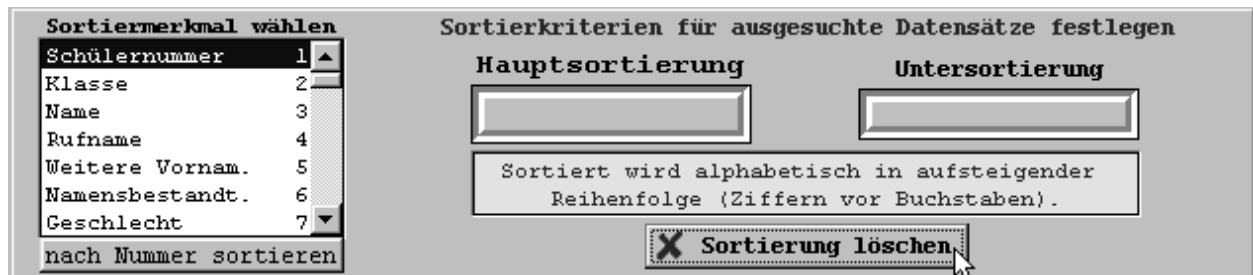 Sortiermerkmal wählen
Schülernummer 1
Klasse 2
Name 3
Rufname 4
Weitere Vornam. 5
Namensbestandt. 6
Geschlecht 7
nach Nummer sortieren
Sortierkriterien für ausgesuchte Datensätze festlegen
Hauptsortierung
Untersortierung
Sortiert wird alphabetisch in aufsteigender
Reihenfolge (Ziffern vor Buchstaben).
Sortierung löschen